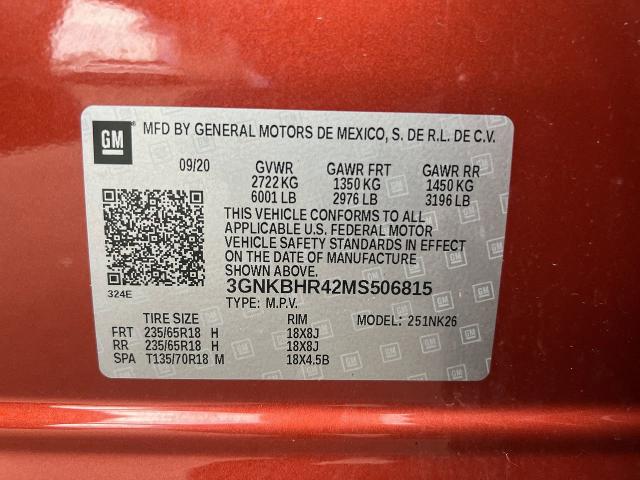 GM ® MFD BY GENERAL MOTORS DE MEXICO, S. DE R.L. DE C.V.
09/20 GVWR GAWR FRT GAWR RR
2722 KG 1350 KG 1450 KG
6001 LB 2976 LB 3196 LB
THIS VEHICLE CONFORMS TO ALL
APPLICABLE U.S. FEDERAL MOTOR
VEHICLE SAFETY STANDARDS IN EFFECT
ON THE DATE OF MANUFACTURE
SHOWN ABOVE.
324E
3GNKBHR42MS506815
TYPE: M.P.V.
TIRE SIZE RIM MODEL: 251NK26
FRT 235/65R18 H 18X8J
RR 235/65R18 H 18X8J
SPA T135/70R18 M 18X4.5B